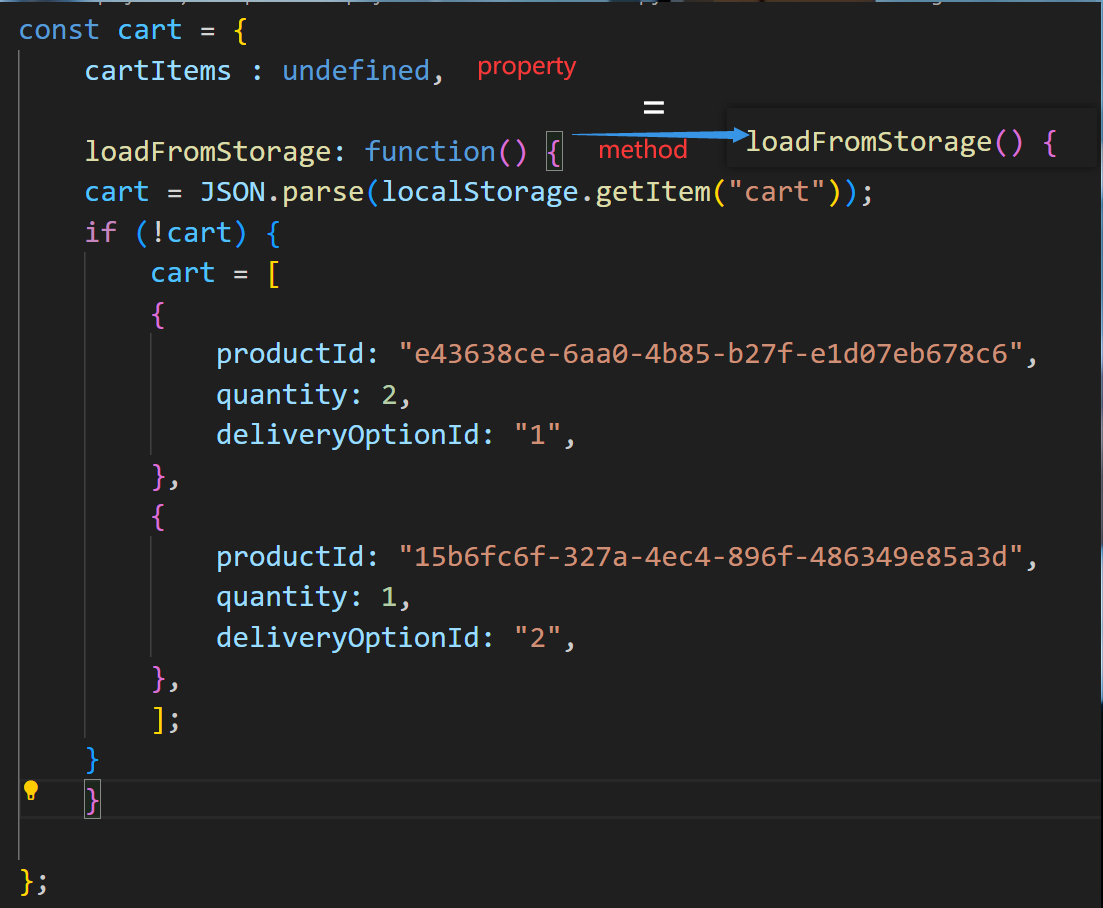 const cart = {
cartItems : undefined, property
=
loadFromStorage: function() { method loadFromStorage() {
cart = JSON.parse(localStorage.getItem("cart"));
if (!cart) {
cart = [
{
productId: "e43638ce-6aa0-4b85-b27f-e1d07eb678c6",
quantity: 2,
deliveryOptionId: "1",
},
{
productId: "15b6fc6f-327a-4ec4-896f-486349e85a3d",
quantity: 1,
deliveryOptionId: "2",
},
];
}
}
};